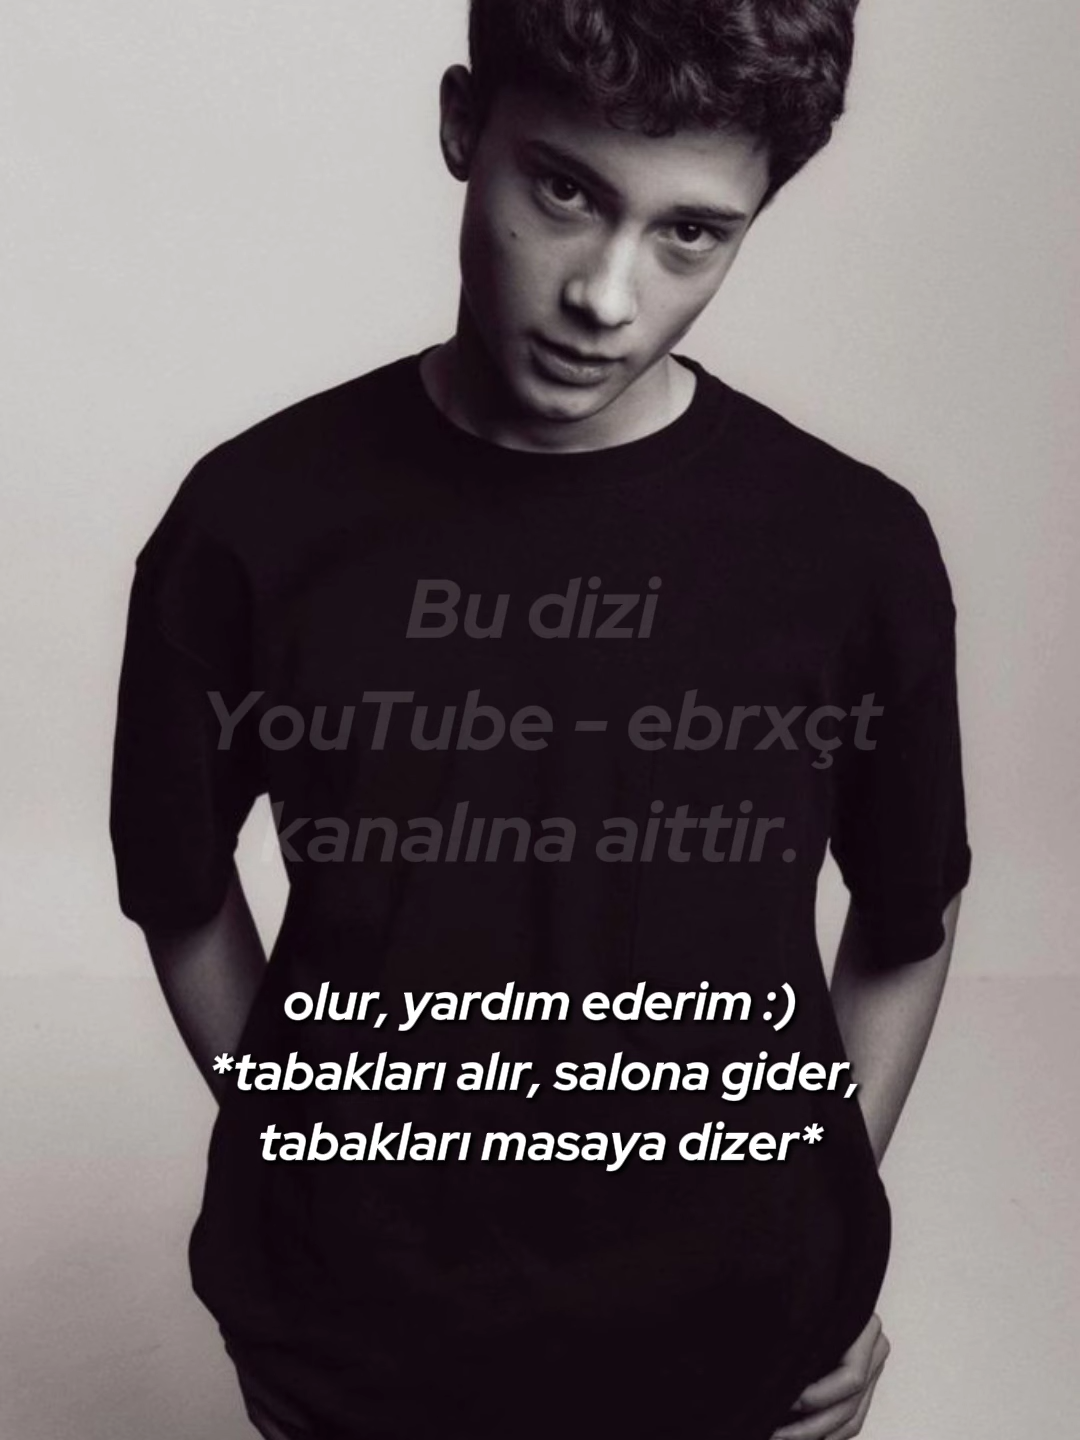 Bu dizi
YouTube - ebrxçt
kanalına aittir.
olur, yardım ederim :)
*tabakları alır, salona gider,
tabakları masaya dizer*